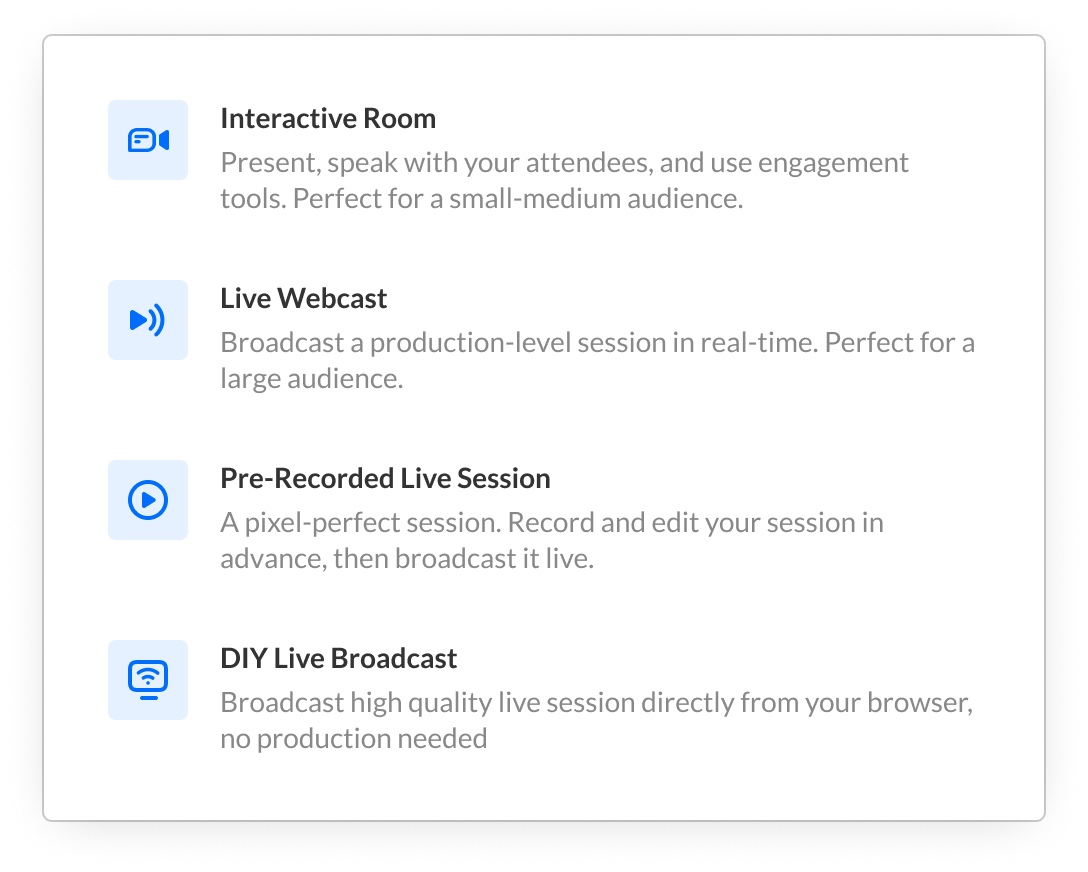 Interactive Room
Present, speak with your attendees, and use engagement
tools. Perfect for a small-medium audience.
Live Webcast
Broadcast a production-level session in real-time. Perfect for a
large audience.
Pre-Recorded Live Session
A pixel-perfect session. Record and edit your session in
advance, then broadcast it live.
DIY Live Broadcast
Broadcast high quality live session directly from your browser,
no production needed